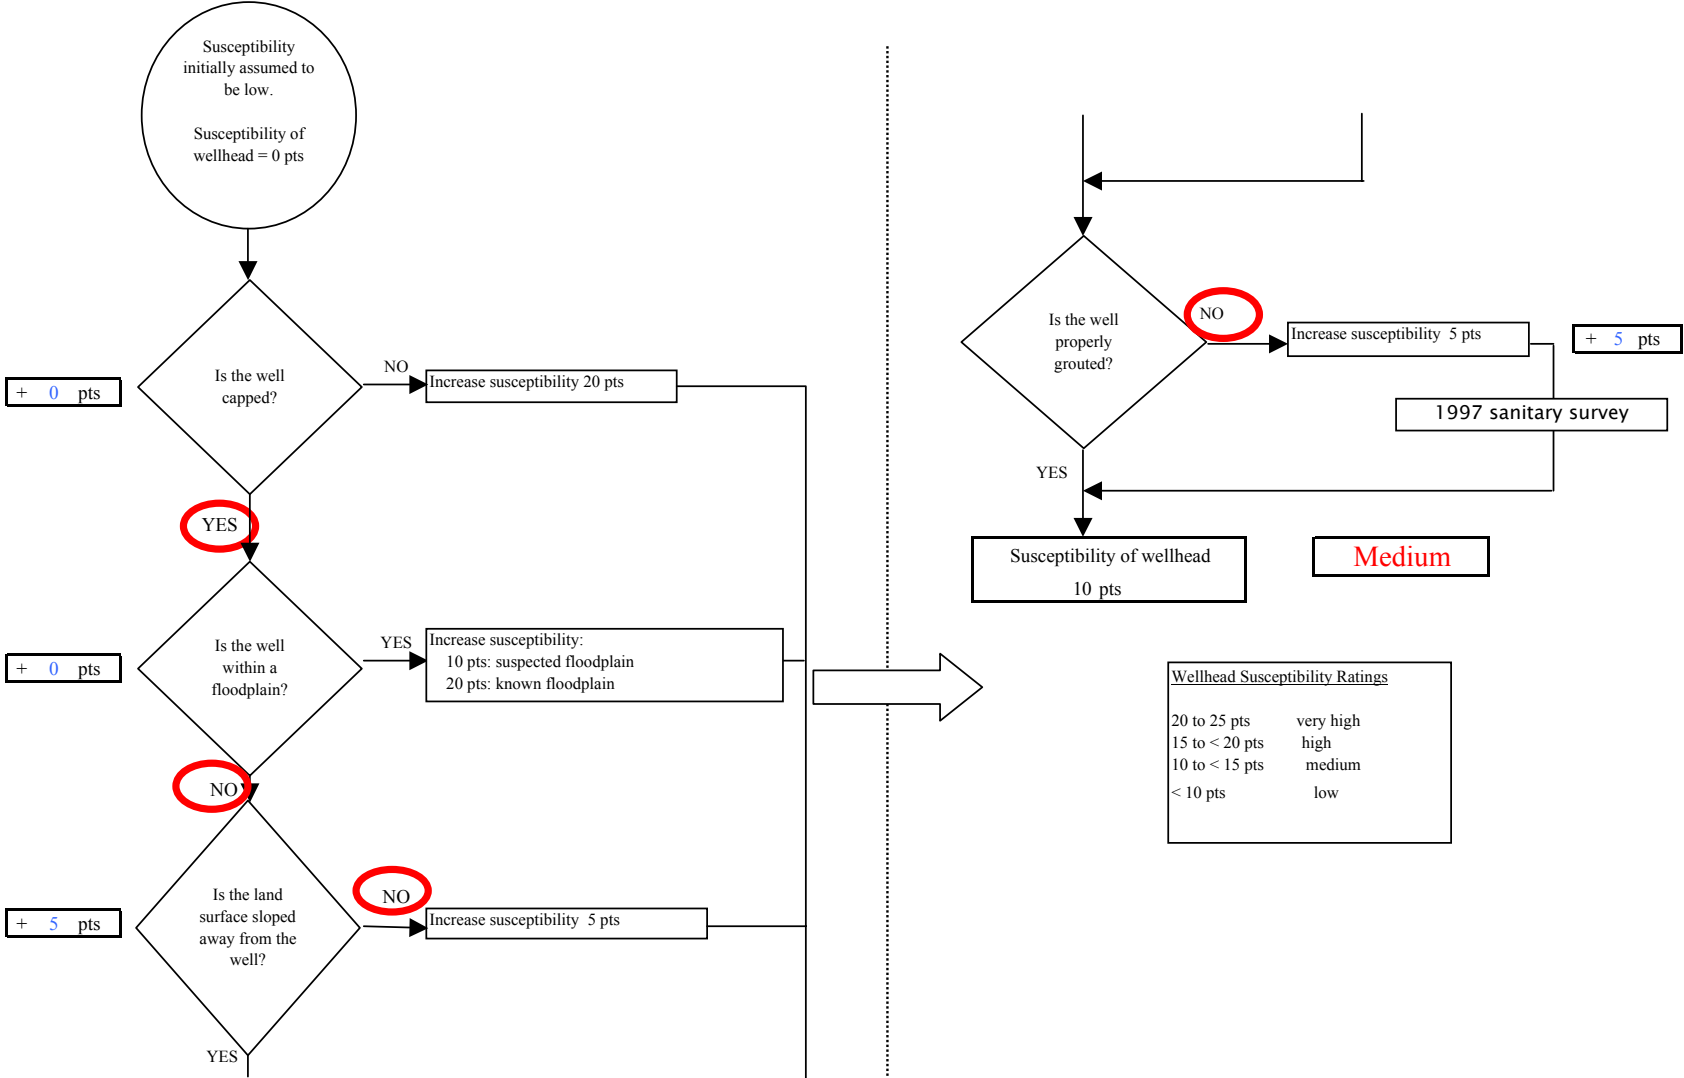 Susceptibility
initially assumed to
be low.
Susceptibility of
wellhead = 0 pts
Is the well
capped?
NO
Increase susceptibility 20 pts
+ 0 pts
YES
Is the well
within a
floodplain?
YES
Increase susceptibility:
10 pts: suspected floodplain
20 pts: known floodplain
+ 0 pts
NO
Is the land
surface sloped
away from the
well?
NO
Increase susceptibility 5 pts
+ 5 pts
YES
Is the well
properly
grouted?
NO
Increase susceptibility 5 pts
+ 5 pts
1997 sanitary survey
YES
Susceptibility of wellhead
10 pts
Medium
Wellhead Susceptibility Ratings
20 to 25 pts very high
15 to < 20 pts high
10 to < 15 pts medium
< 10 pts low